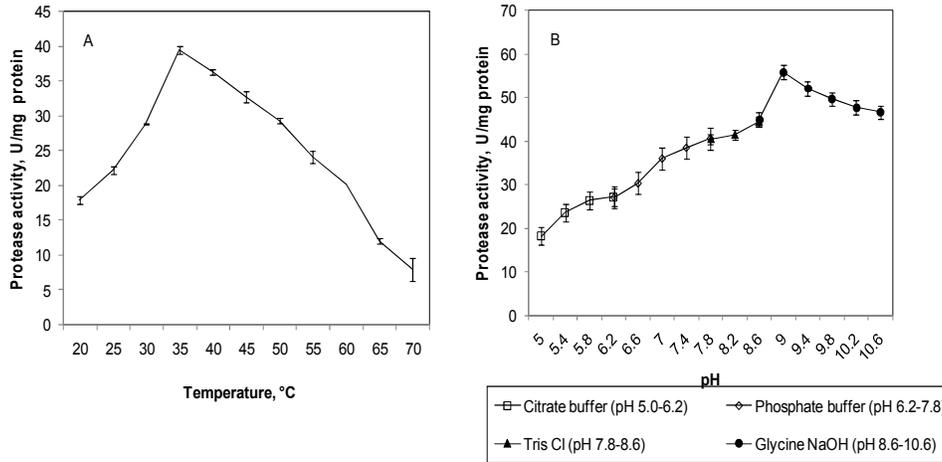 A
Protease activity, U/mg protein
45
40
35
30
25
20
15
10
5
0
20 25 30 35 40 45 50 55 60 65 70
Temperature, °C
B
Protease activity, U/mg protein
70
60
50
40
30
20
10
0
5 5.4 5.8 6.2 6.6 7 7.4 7.8 8.2 8.6 9 9.4 9.8 10.2 10.6
pH
Citrate buffer (pH 5.0-6.2)
Phosphate buffer (pH 6.2-7.8)
Tris Cl (pH 7.8-8.6)
Glycine NaOH (pH 8.6-10.6)